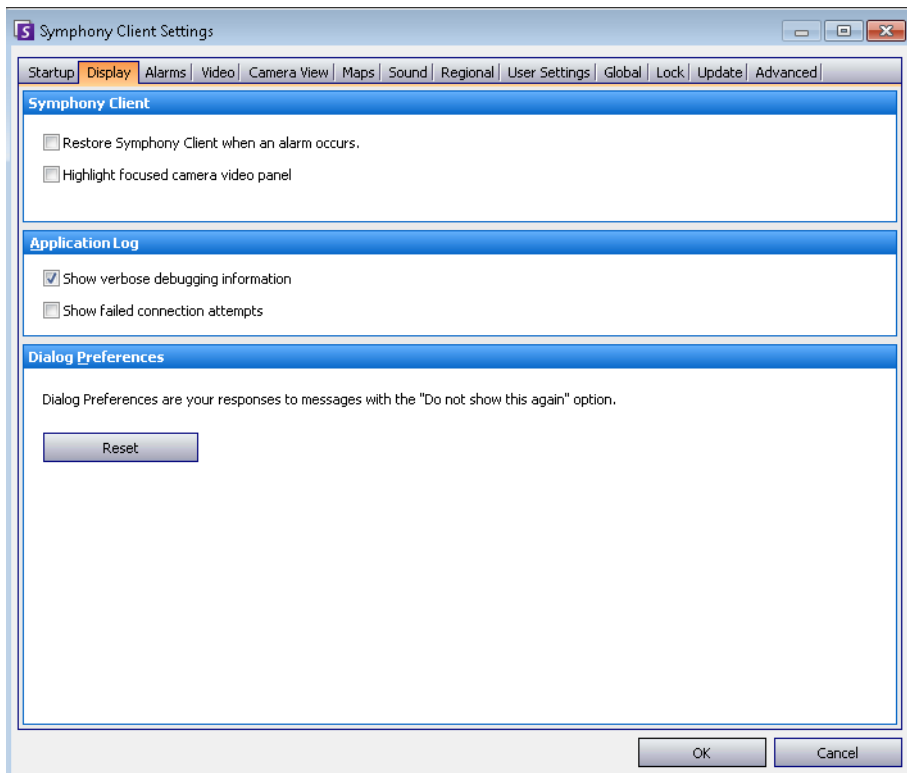 Symphony Client Settings
Startup Display Alarms Video Camera View Maps Sound Regional User Settings Global Lock Update Advanced
Symphony Client
Restore Symphony Client when an alarm occurs.
Highlight focused camera video panel
Application Log
Show verbose debugging information
Show failed connection attempts
Dialog Preferences
Dialog Preferences are your responses to messages with the "Do not show this again" option.
Reset
OK Cancel